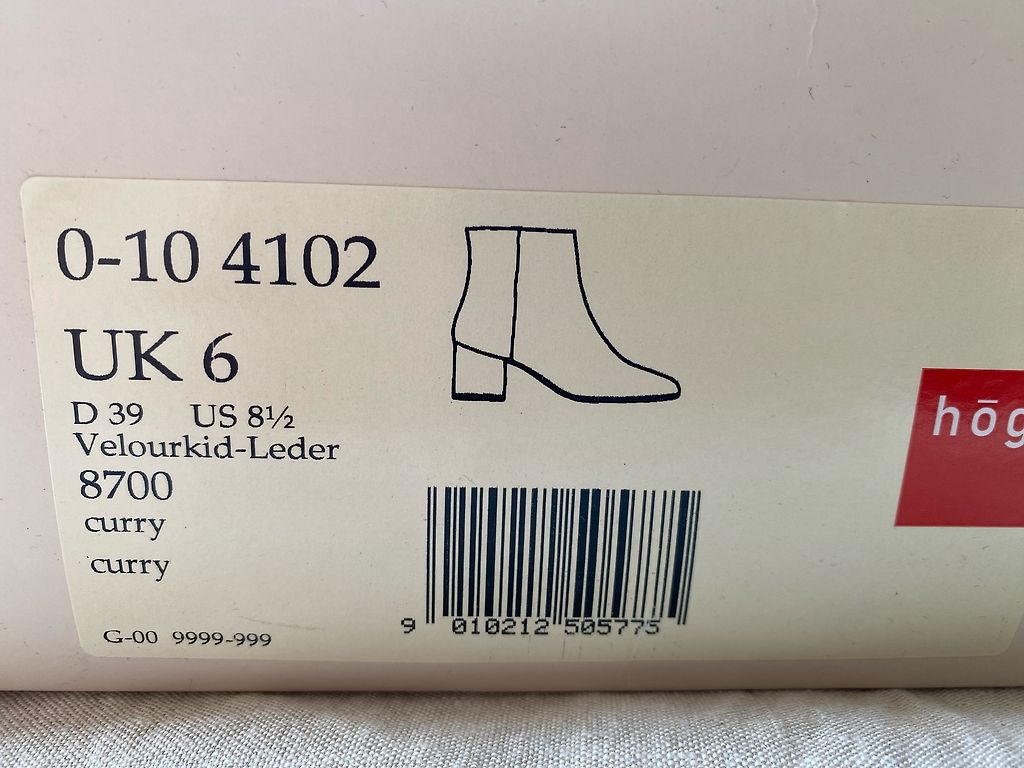 0-10 4102
UK 6
D 39 US 8½
Velourkid-Leder
8700
curry
curry
G-00 9999-999
9 010212 505775
hōg